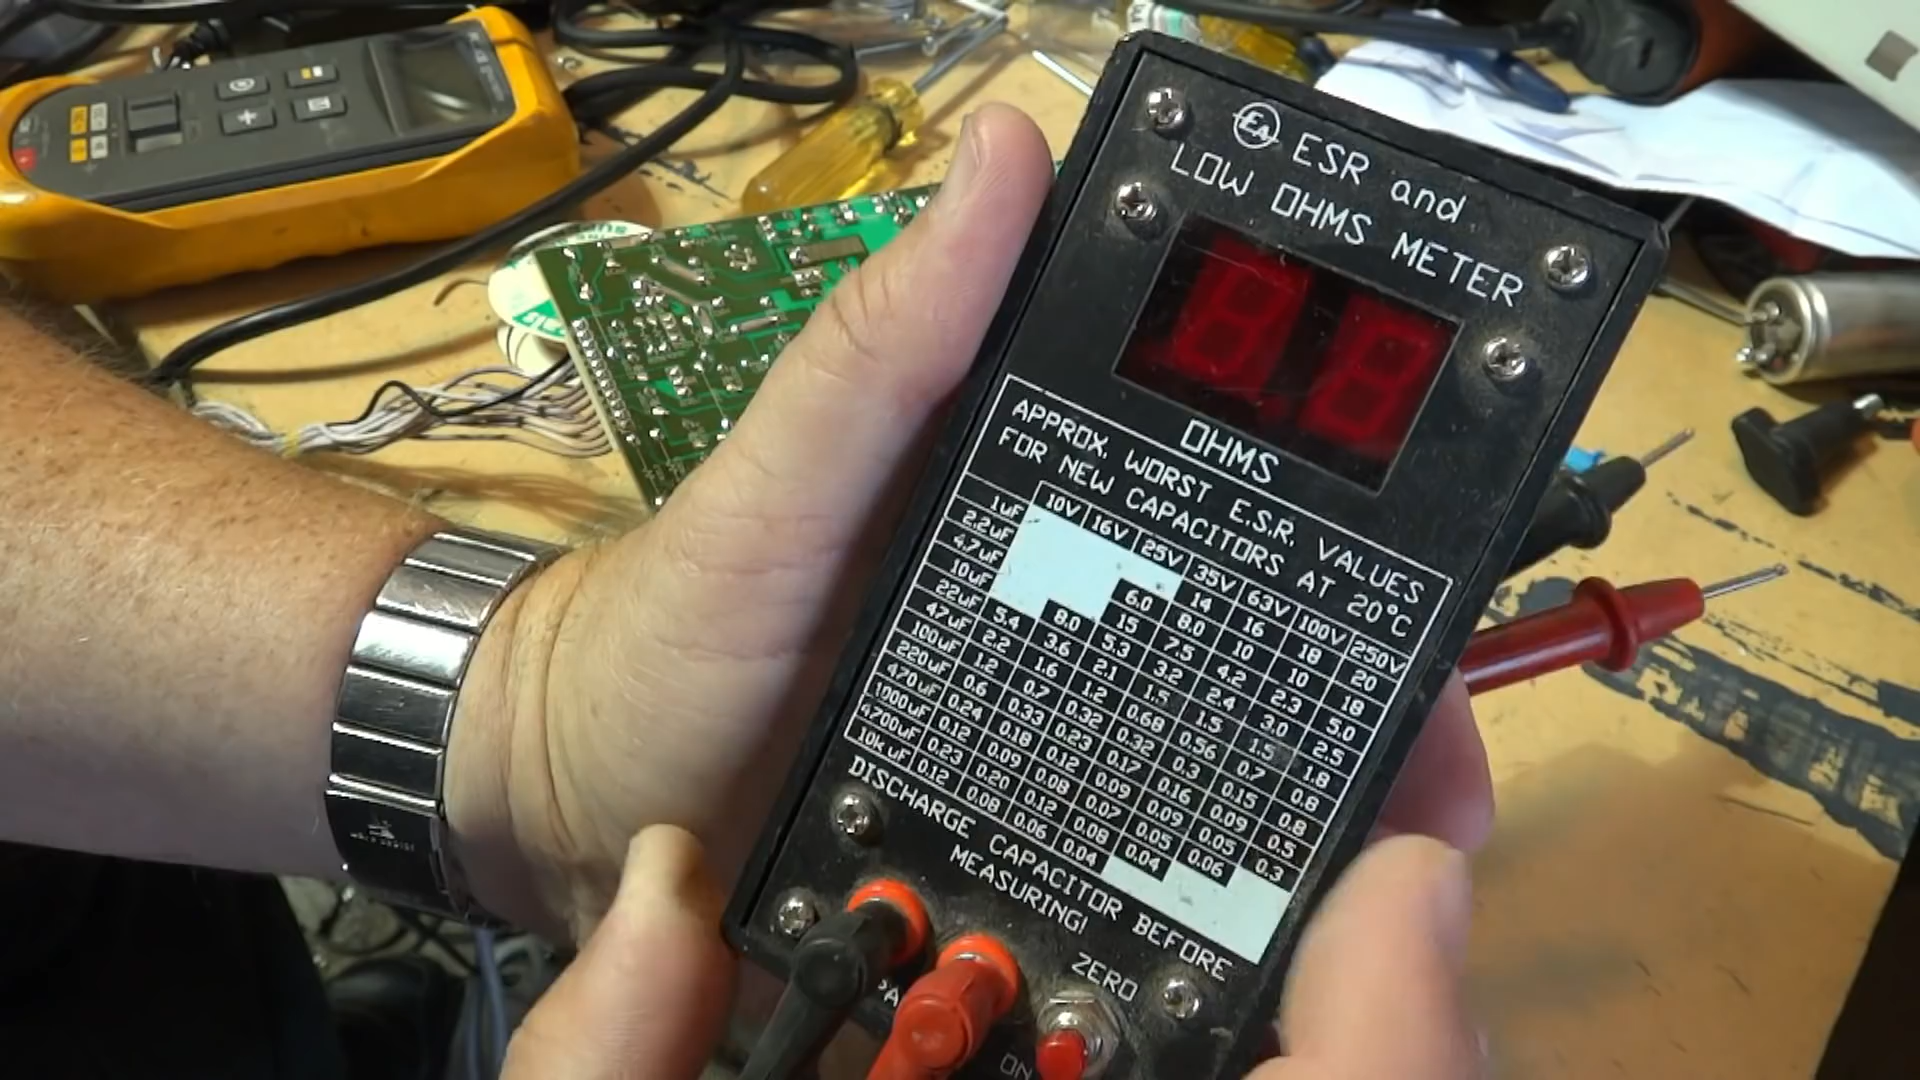 EA ESR and
LOW OHMS METER
OHMS
APPROX. WORST E.S.R. VALUES
FOR NEW CAPACITORS AT 20°C
10V 16V 25V 35V 63V 100V 250V
1uF 14 16 18 20
2.2uF 6.0 8.0 10 10 18
4.7uF 15 7.5 4.2 2.3 5.0
10uF 8.0 5.3 3.2 2.4 3.0 2.5
22uF 5.4 3.6 2.1 1.5 1.5 1.5 1.8
47uF 2.2 1.6 1.2 0.68 0.56 0.7 0.8
100uF 1.2 0.7 0.32 0.32 0.3 0.15 0.8
220uF 0.6 0.33 0.23 0.17 0.16 0.09 0.5
470uF 0.24 0.18 0.12 0.09 0.09 0.05 0.3
1000uF 0.12 0.09 0.08 0.07 0.05 0.06
4700uF 0.23 0.20 0.12 0.08 0.04
10k uF 0.12 0.08 0.06 0.04
DISCHARGE CAPACITOR BEFORE
MEASURING!
ZERO
ON